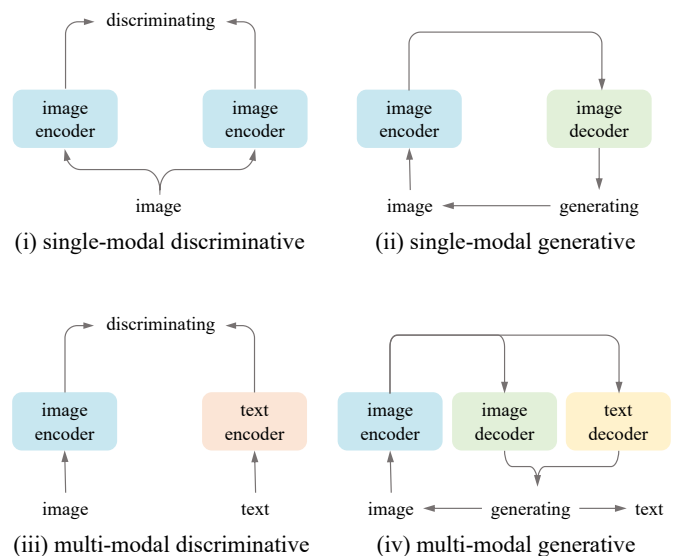 discriminating
image
encoder
image
encoder
image
(i) single-modal discriminative
image
encoder
image
decoder
image
generating
(ii) single-modal generative
discriminating
image
encoder
text
encoder
image
text
(iii) multi-modal discriminative
image
encoder
image
decoder
text
decoder
image
generating
text
(iv) multi-modal generative